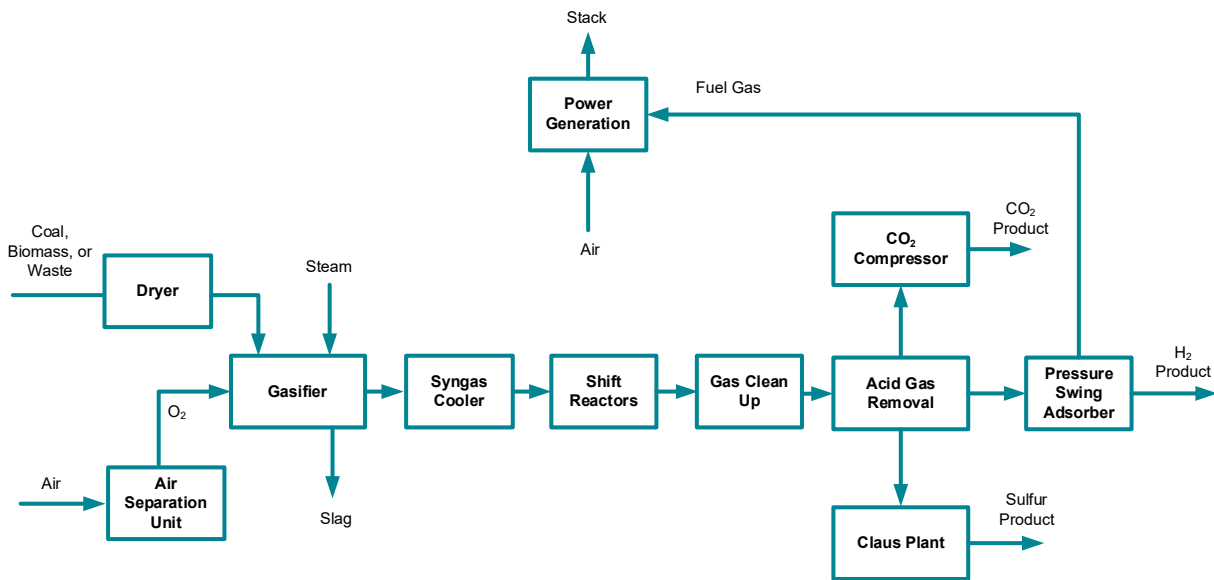 Stack
Power
Generation
Fuel Gas
Air
Coal,
Biomass, or
Waste
Dryer
Steam
CO₂
Compressor
CO₂
Product
Gasifier
Syngas
Cooler
Shift
Reactors
Gas Clean
Up
Acid Gas
Removal
Pressure
Swing
Adsorber
H₂
Product
O₂
Air
Air
Separation
Unit
Slag
Claus Plant
Sulfur
Product